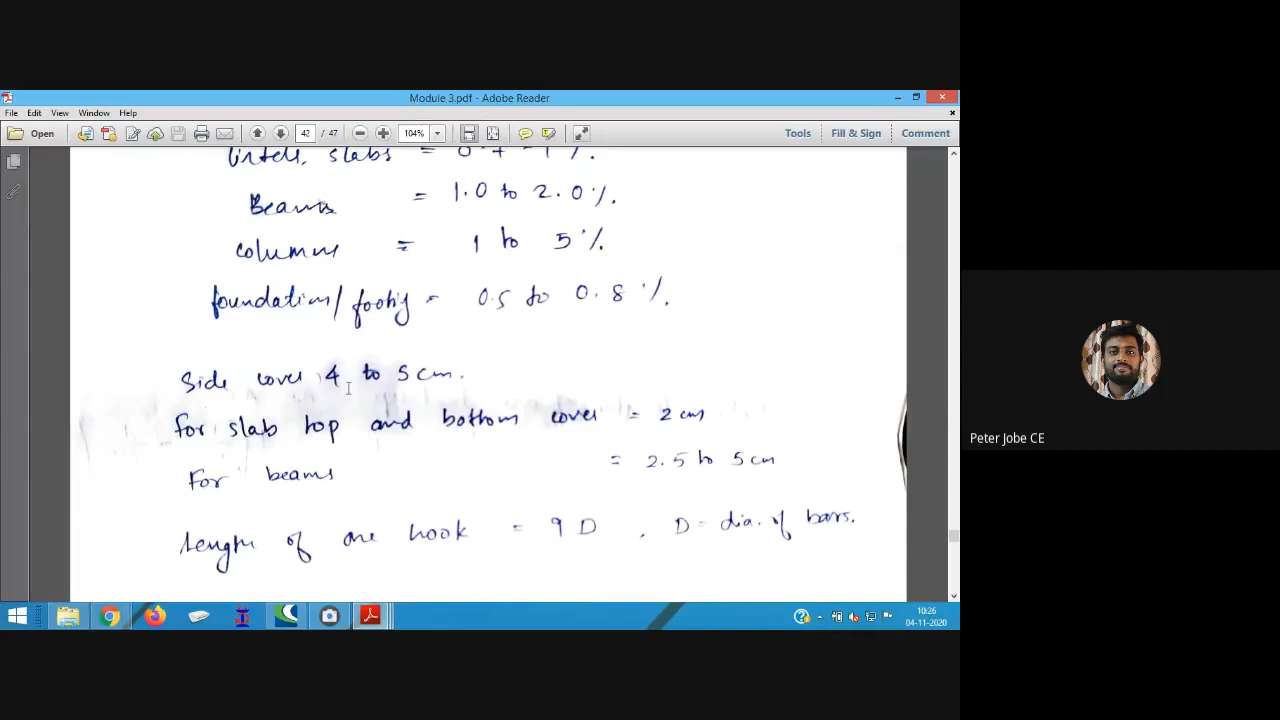 Module 3.pdf - Adobe Reader
File Edit View Window Help
Open 42 / 47 104% Tools Fill & Sign Comment
slabs =
Beams = 1.0 to 2.0 %.
columns = 1 to 5 %.
foundation/footig = 0.5 to 0.8 %.
Side cover 4 to 5 cm.
for slab top and bottom cover = 2 cm
For beams = 2.5 to 5 cm
Length of one hook = 9 D , D = dia. of bars.
Peter Jobe CE
10:26
04-11-2020